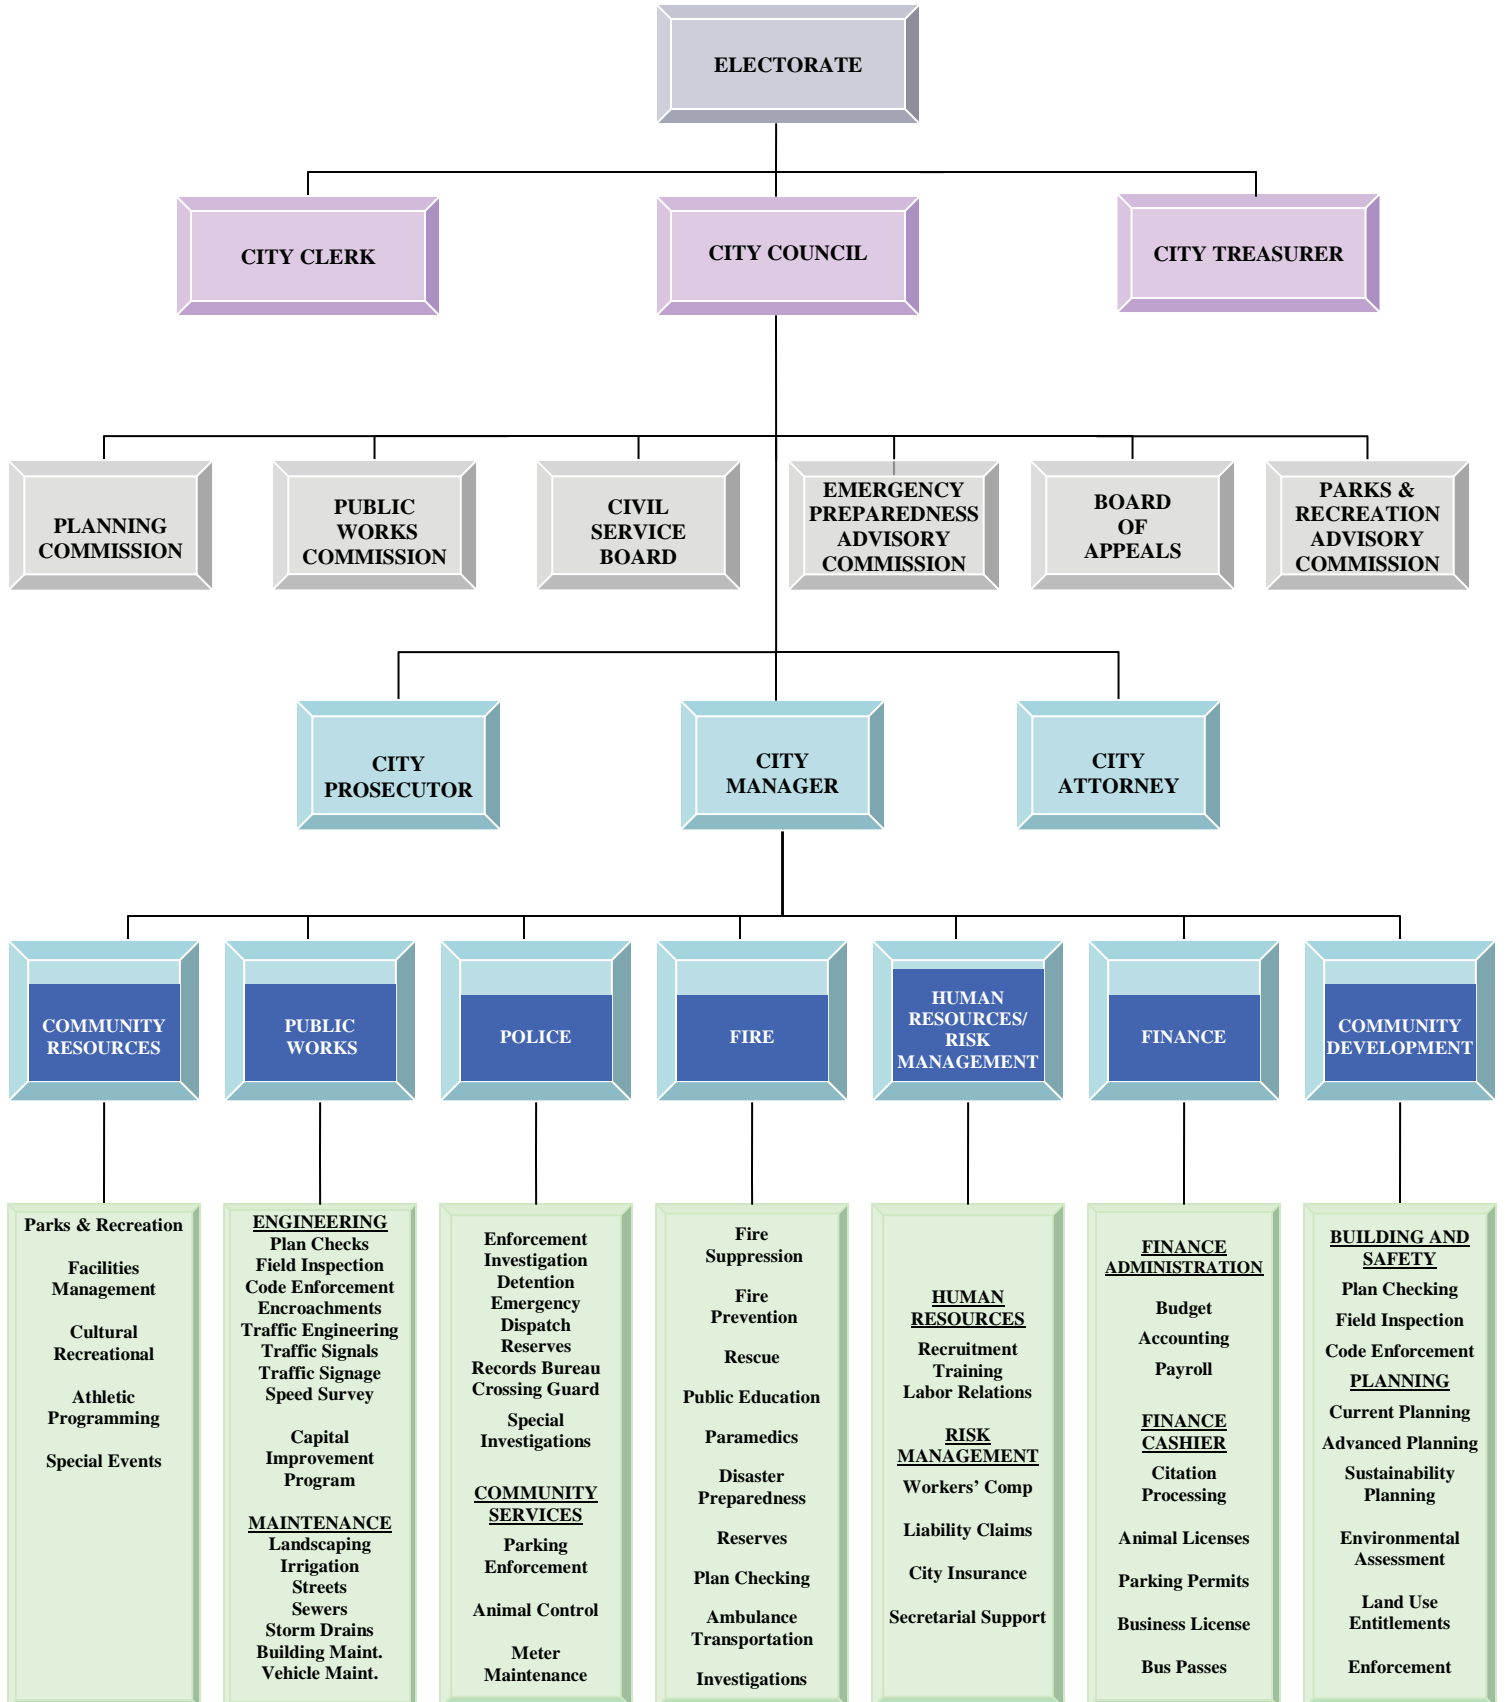 ELECTORATE
CITY CLERK
CITY COUNCIL
CITY TREASURER
PLANNING
COMMISSION
PUBLIC
WORKS
COMMISSION
CIVIL
SERVICE
BOARD
EMERGENCY
PREPAREDNESS
ADVISORY
COMMISSION
BOARD
OF
APPEALS
PARKS &
RECREATION
ADVISORY
COMMISSION
CITY
PROSECUTOR
CITY
MANAGER
CITY
ATTORNEY
COMMUNITY
RESOURCES
PUBLIC
WORKS
POLICE
FIRE
HUMAN
RESOURCES/
RISK
MANAGEMENT
FINANCE
COMMUNITY
DEVELOPMENT
Parks & Recreation
Facilities
Management
Cultural
Recreational
Athletic
Programming
Special Events
ENGINEERING
Plan Checks
Field Inspection
Code Enforcement
Encroachments
Traffic Engineering
Traffic Signals
Traffic Signage
Speed Survey
Capital
Improvement
Program
MAINTENANCE
Landscaping
Irrigation
Streets
Sewers
Storm Drains
Building Maint.
Vehicle Maint.
Enforcement
Investigation
Detention
Emergency
Dispatch
Reserves
Records Bureau
Crossing Guard
Special
Investigations
COMMUNITY
SERVICES
Parking
Enforcement
Animal Control
Meter
Maintenance
Fire
Suppression
Fire
Prevention
Rescue
Public Education
Paramedics
Disaster
Preparedness
Reserves
Plan Checking
Ambulance
Transportation
Investigations
HUMAN
RESOURCES
Recruitment
Training
Labor Relations
RISK
MANAGEMENT
Workers’ Comp
Liability Claims
City Insurance
Secretarial Support
FINANCE
ADMINISTRATION
Budget
Accounting
Payroll
FINANCE
CASHIER
Citation
Processing
Animal Licenses
Parking Permits
Business License
Bus Passes
BUILDING AND
SAFETY
Plan Checking
Field Inspection
Code Enforcement
PLANNING
Current Planning
Advanced Planning
Sustainability
Planning
Environmental
Assessment
Land Use
Entitlements
Enforcement